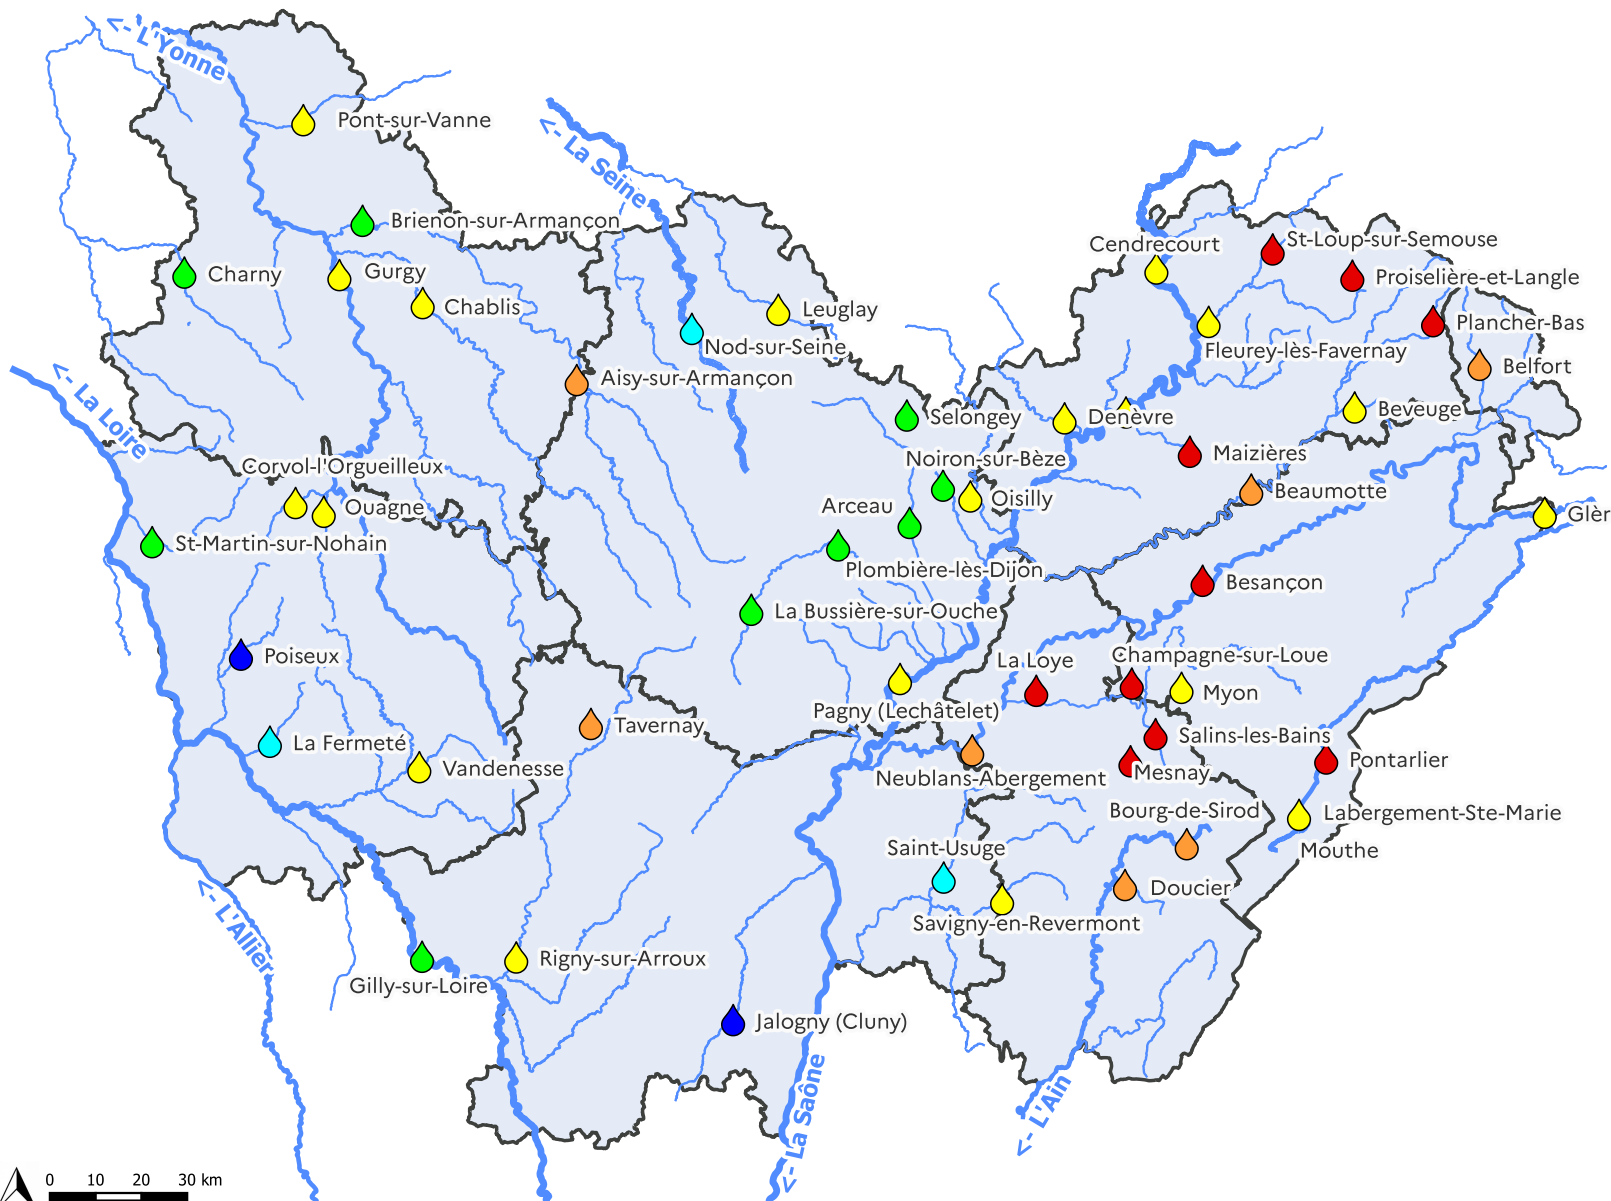 <- L'Yonne
Pont-sur-Vanne
<- La Seine
Brienon-sur-Armançon
Cendrecourt
St-Loup-sur-Semouse
Charny
Gurgy
Proiselière-et-Langle
Chablis
Leuglay
Plancher-Bas
Nod-sur-Seine
Fleurey-lès-Favernay
Belfort
<- La Loire
Aisy-sur-Armançon
Selongey
Denèvre
Beveuge
Corvol-l'Orgueilleux
Noiron-sur-Bèze
Maizières
Ouagne
Arceau
Oisilly
Beaumotte
Glèr
St-Martin-sur-Nohain
Plombière-lès-Dijon
Besançon
La Bussière-sur-Ouche
Poiseux
La Loye
Champagne-sur-Loue
Myon
Pagny (Lechâtelet)
Tavernay
La Fermeté
Salins-les-Bains
Vandenesse
Neublans-Abergement
Mesnay
Pontarlier
Bourg-de-Sirod
Labergement-Ste-Marie
Saint-Usuge
Mouthe
Doucier
<- L'Allier
Savigny-en-Revermont
Rigny-sur-Arroux
Gilly-sur-Loire
Jalogny (Cluny)
<- La Saône
<- L'Ain
0 10 20 30 km